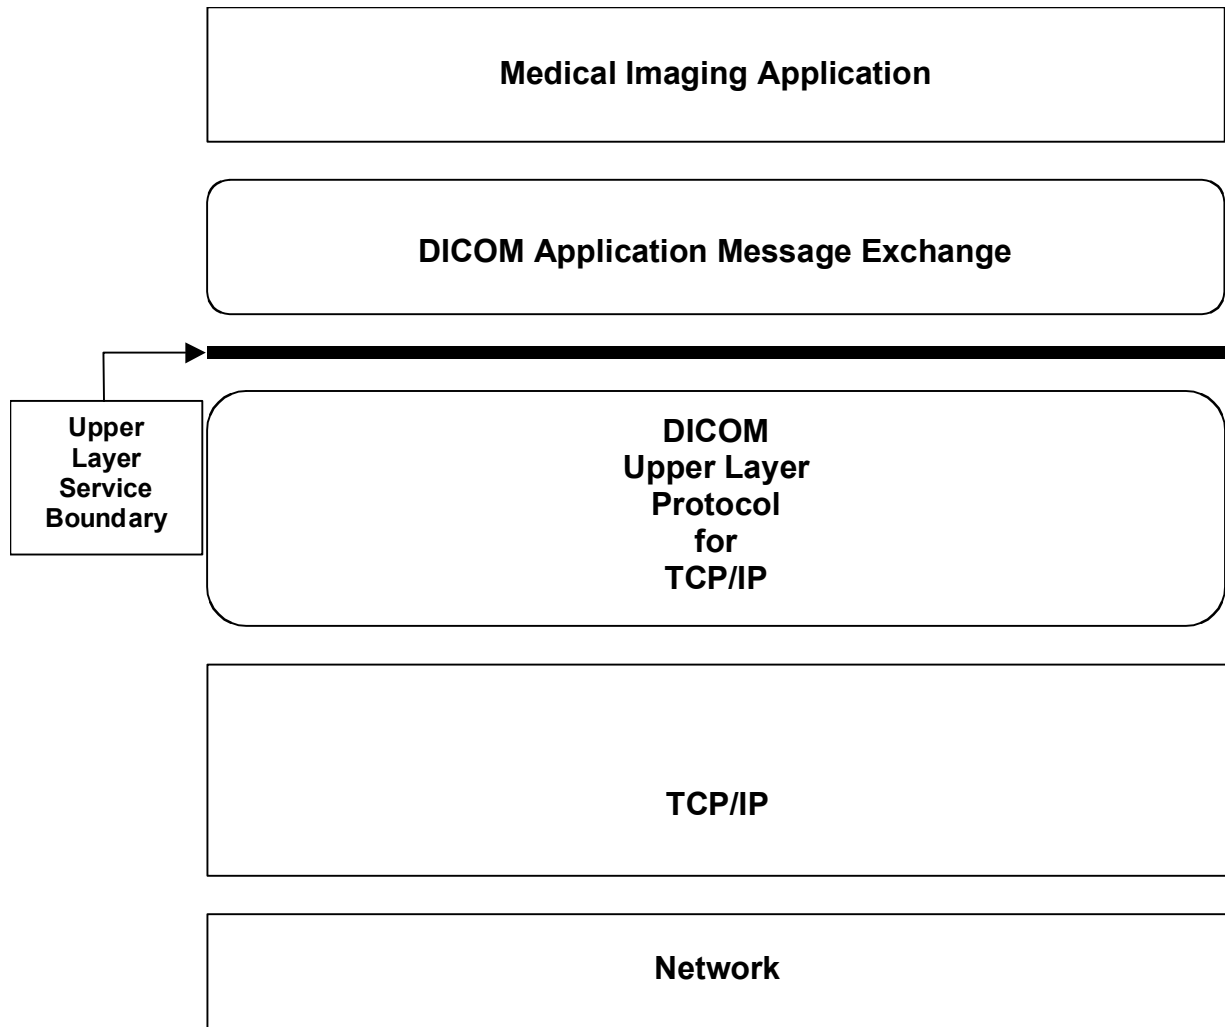 Medical Imaging Application
DICOM Application Message Exchange
Upper
Layer
Service
Boundary
DICOM
Upper Layer
Protocol
for
TCP/IP
TCP/IP
Network